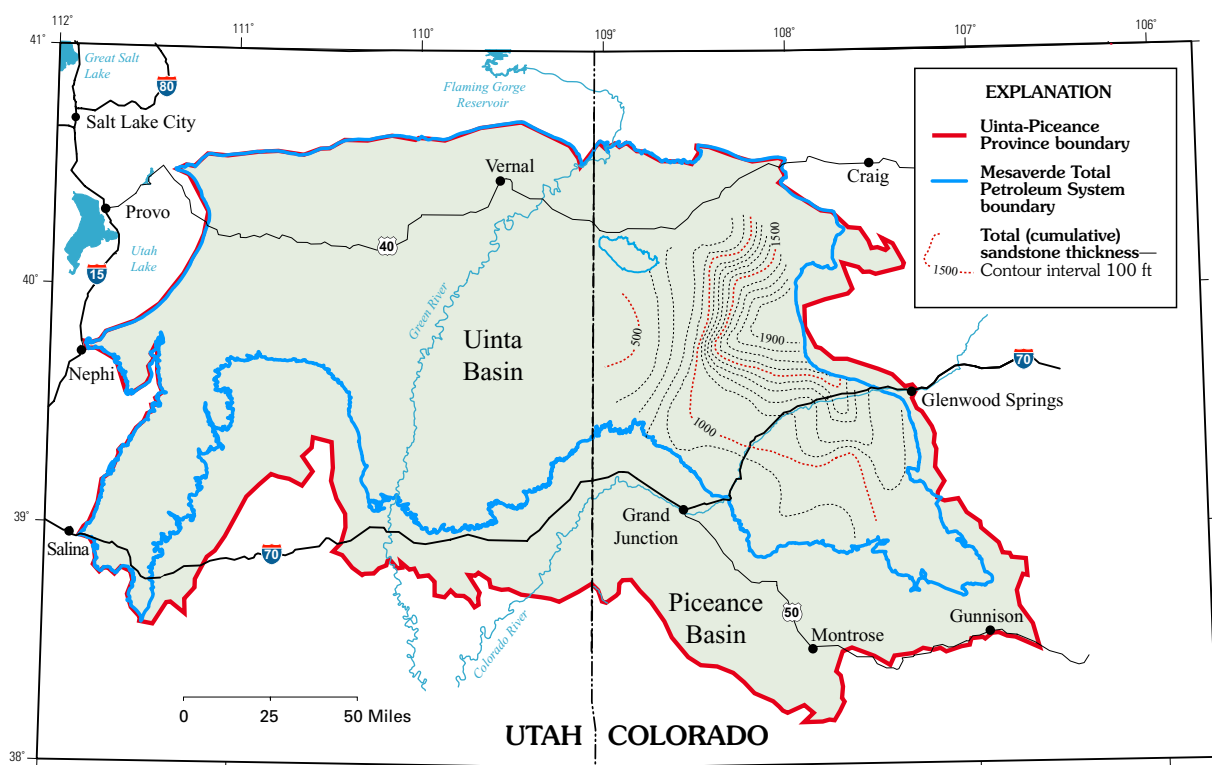 112°
111°
110°
109°
108°
107°
106°
41°
Great Salt
Lake
80
Salt Lake City
Flaming Gorge
Reservoir
EXPLANATION
Uinta-Piceance
Province boundary
Mesaverde Total
Petroleum System
boundary
Total (cumulative)
sandstone thickness—
Contour interval 100 ft
1500
Vernal
Craig
Provo
Utah
Lake
40
1500
15
40°
Green River
500
1900
Uinta
Basin
Nephi
70
Glenwood Springs
1000
39°
Salina
70
Grand
Junction
Piceance
Basin
50
Gunnison
Montrose
Colorado River
0
25
50 Miles
UTAH
COLORADO
38°